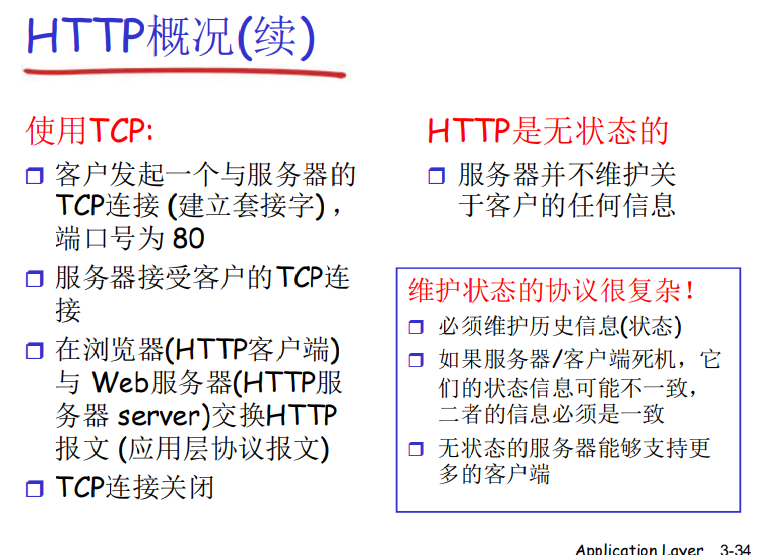 HTTP概况(续)
使用TCP:
客户发起一个与服务器的
TCP连接 (建立套接字) ，
端口号为 80
服务器接受客户的TCP连
接
在浏览器(HTTP客户端)
与 Web服务器(HTTP服
务器 server)交换HTTP
报文 (应用层协议报文)
TCP连接关闭
HTTP是无状态的
服务器并不维护关
于客户的任何信息
维护状态的协议很复杂！
必须维护历史信息(状态)
如果服务器/客户端死机，它
们的状态信息可能不一致，
二者的信息必须是一致
无状态的服务器能够支持更
多的客户端
Application Layer 3-34